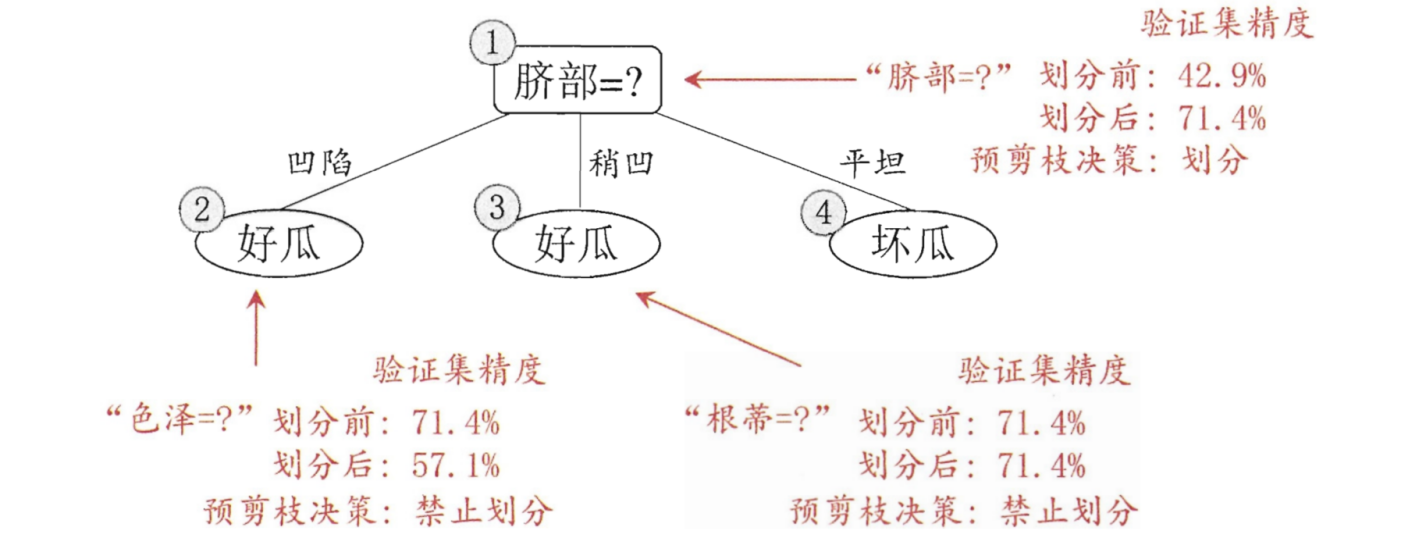 验证集精度
① 脐部=?
“脐部=?” 划分前: 42.9%
划分后: 71.4%
预剪枝决策: 划分
凹陷
稍凹
平坦
② 好瓜
③ 好瓜
④ 坏瓜
验证集精度
“色泽=?” 划分前: 71.4%
划分后: 57.1%
预剪枝决策: 禁止划分
验证集精度
“根蒂=?” 划分前: 71.4%
划分后: 71.4%
预剪枝决策: 禁止划分